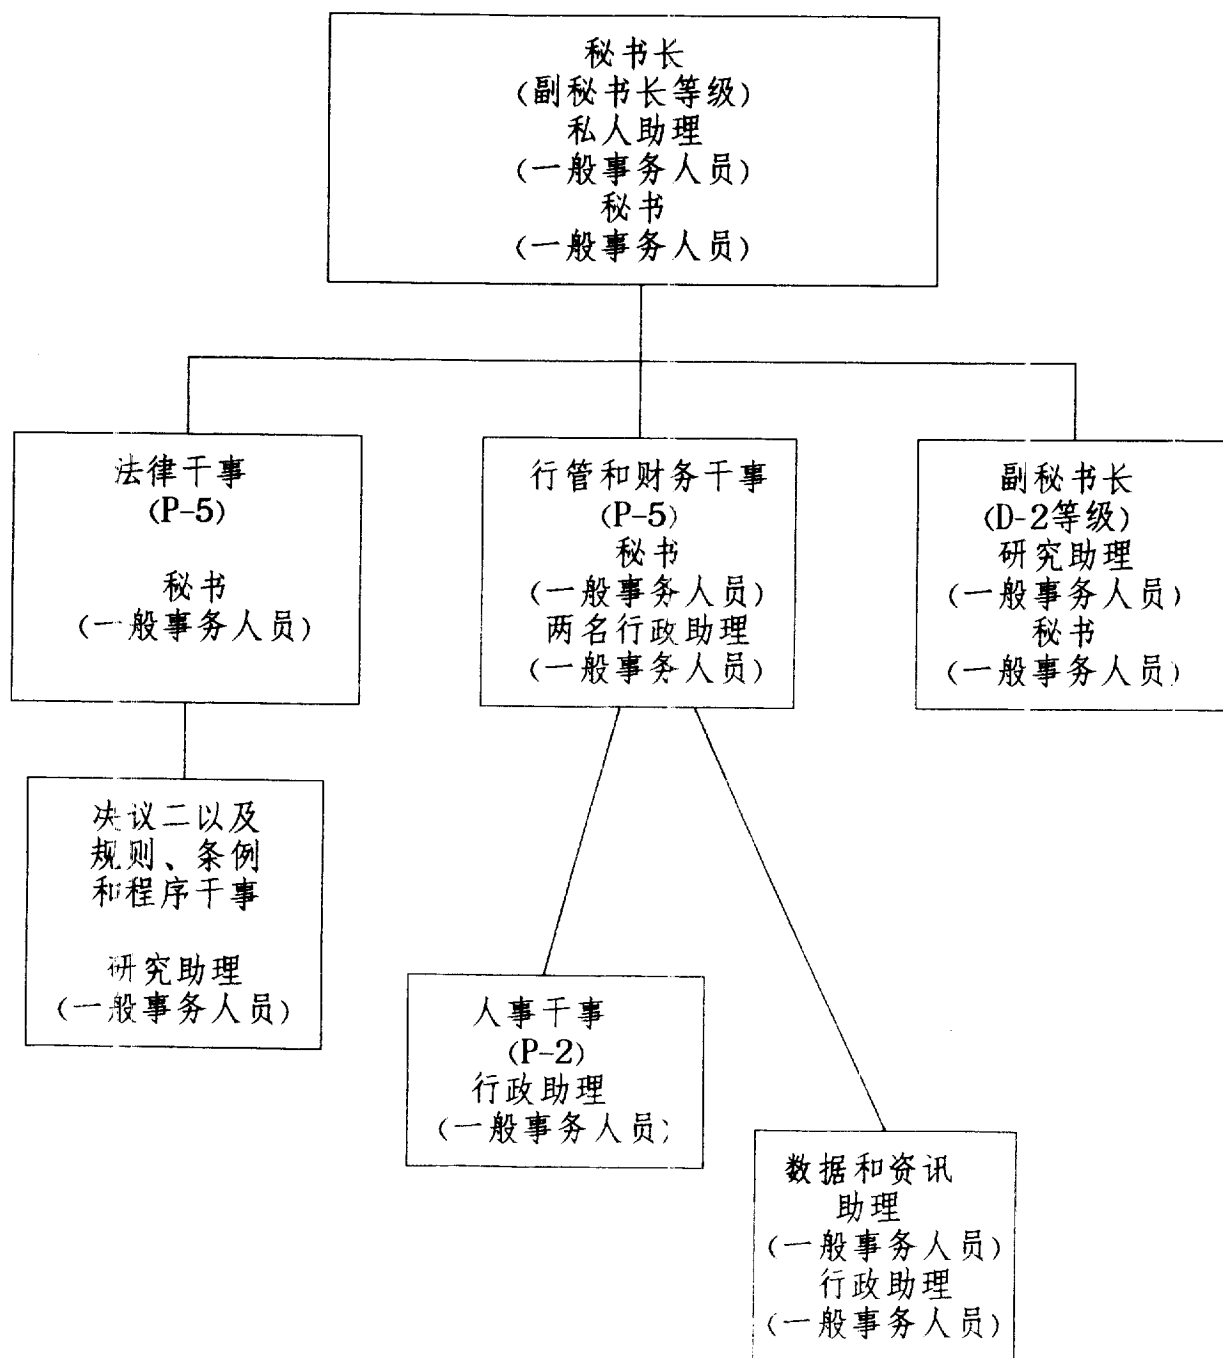 秘书长
(副秘书长等级)
私人助理
(一般事务人员)
秘书
(一般事务人员)
法律干事
(P-5)
秘书
(一般事务人员)
行管和财务干事
(P-5)
秘书
(一般事务人员)
两名行政助理
(一般事务人员)
副秘书长
(D-2等级)
研究助理
(一般事务人员)
秘书
(一般事务人员)
决议二以及
规则、条例
和程序干事
研究助理
(一般事务人员)
人事干事
(P-2)
行政助理
(一般事务人员)
数据和资讯
助理
(一般事务人员)
行政助理
(一般事务人员)